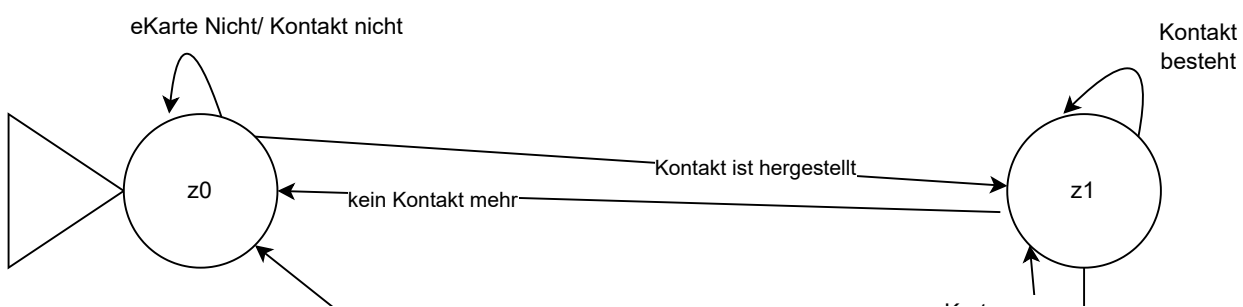 eKarte Nicht/ Kontakt nicht
Kontakt
besteht
z0
Kontakt ist hergestellt
kein Kontakt mehr
z1